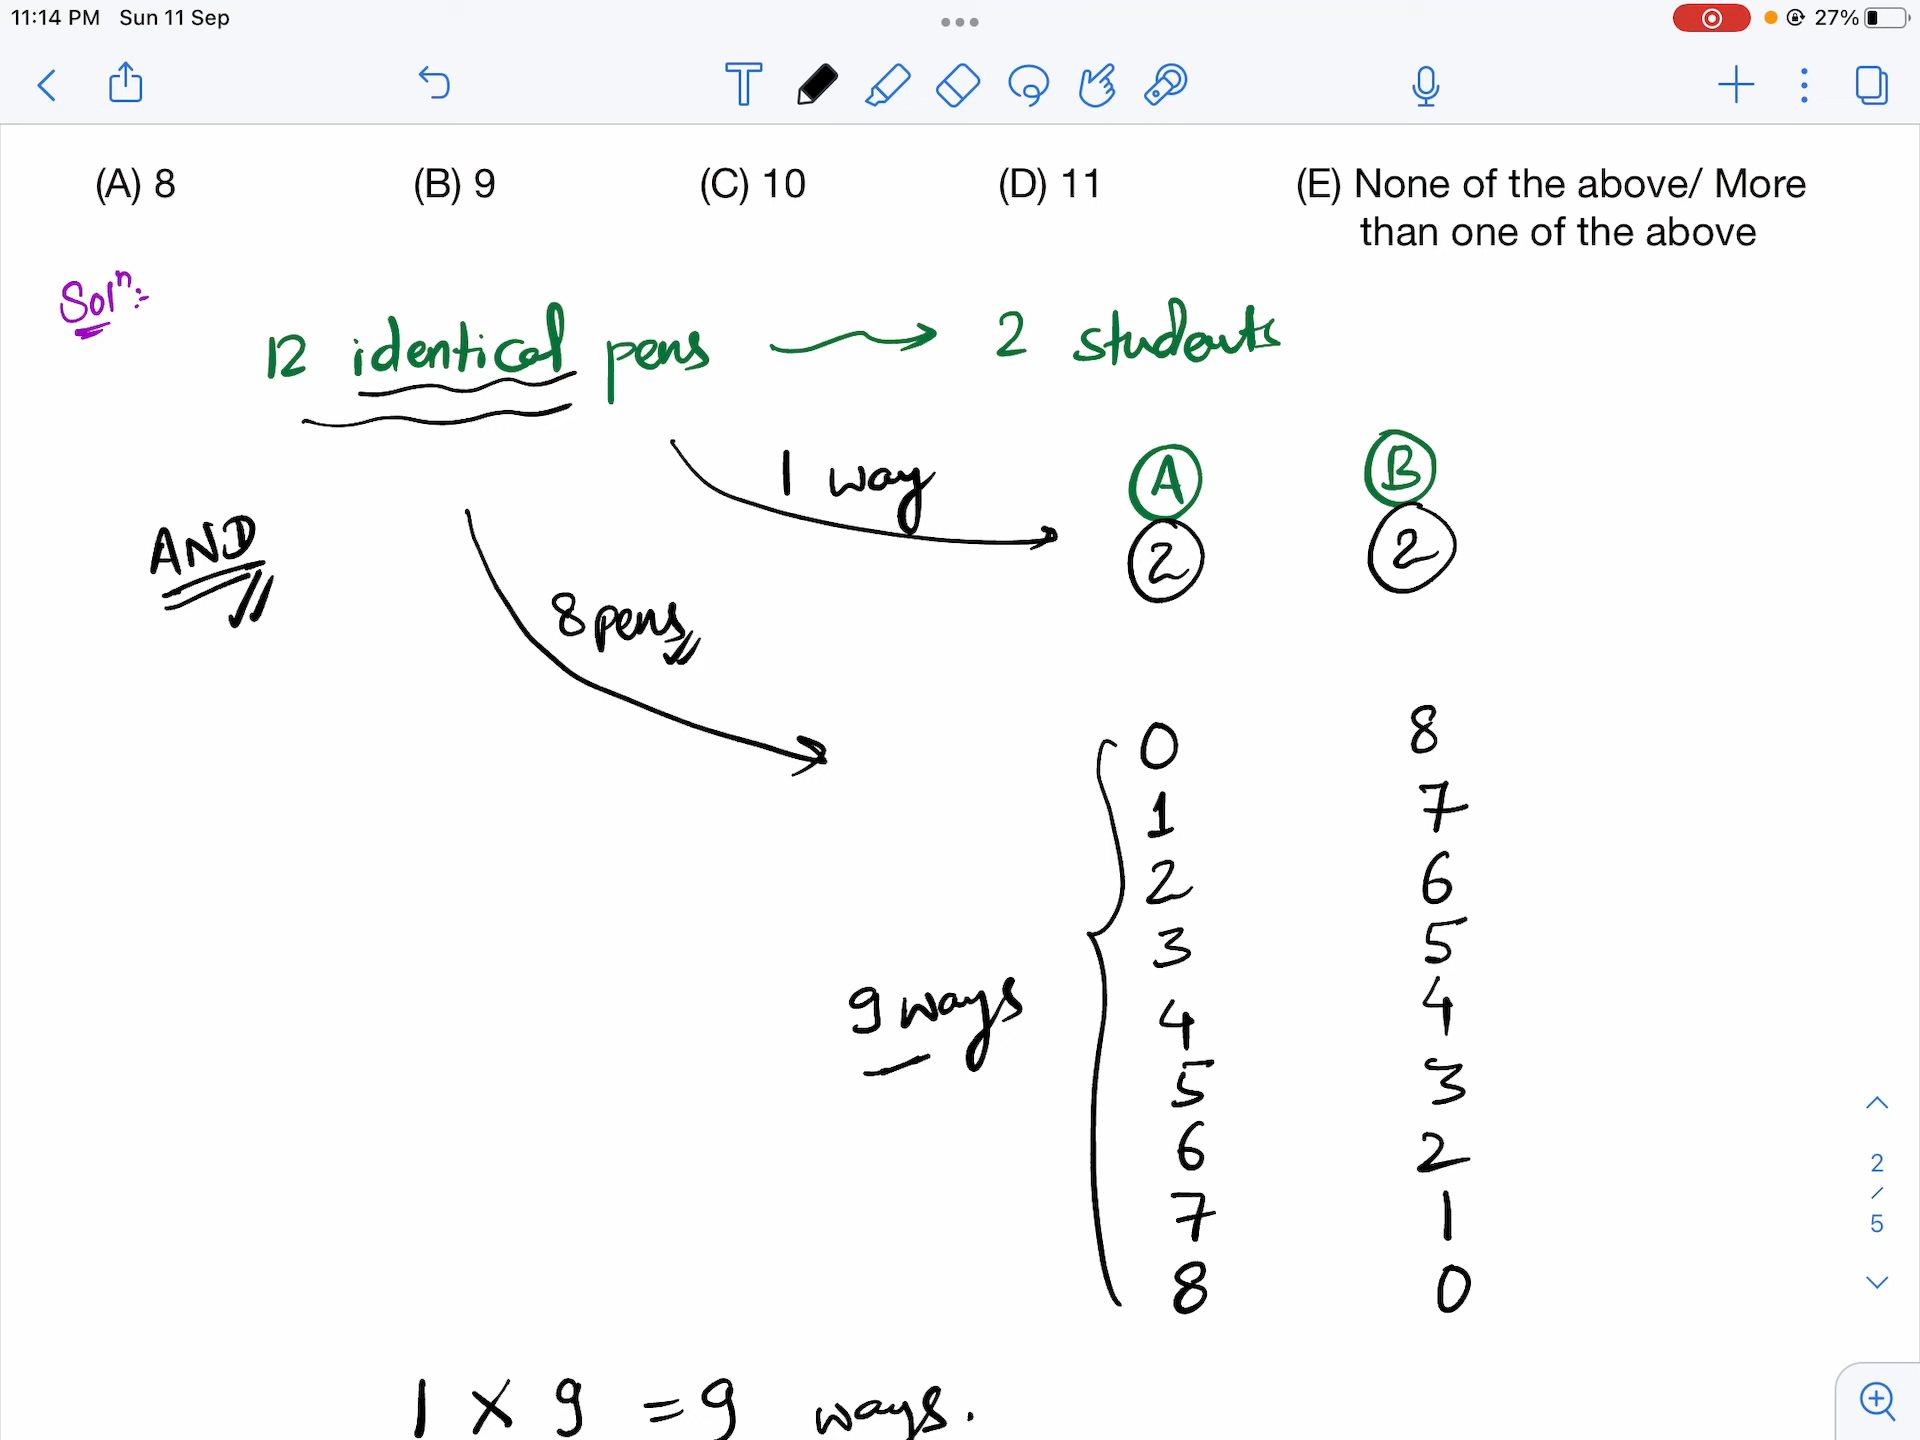 11:14 PM Sun 11 Sep
27%
T
(A) 8 (B) 9 (C) 10 (D) 11 (E) None of the above/ More
than one of the above
Solⁿ:-
12 identical pens → 2 students
1 way A B
AND 2 2
8 pens
0 8
1 7
2 6
3 5
9 ways 4 4
5 3
6 2
7 1
8 0
1 × 9 = 9 ways.
2
/
5